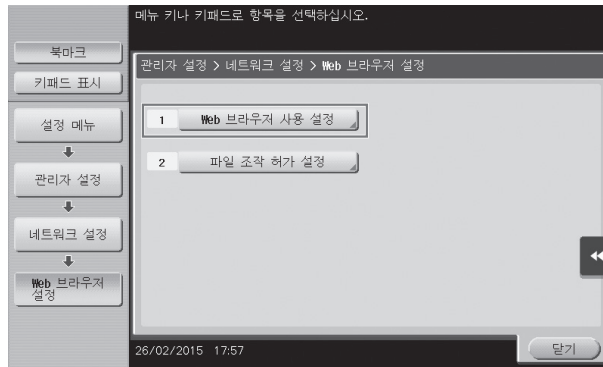 메뉴 키나 키패드로 항목을 선택하십시오.
북마크
키패드 표시
설정 메뉴
관리자 설정
네트워크 설정
Web 브라우저
설정
관리자 설정 > 네트워크 설정 > Web 브라우저 설정
1 Web 브라우저 사용 설정
2 파일 조작 허가 설정
26/02/2015 17:57
닫기